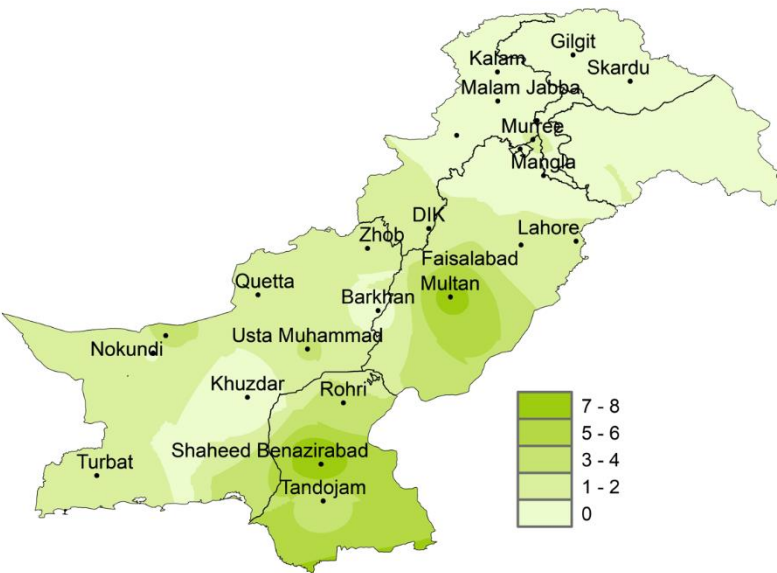 Gilgit
Kalam
Skardu
Malam Jabba
Murree
Mangla
DIK
Lahore
Zhob
Faisalabad
Quetta
Multan
Barkhan
Usta Muhammad
Nokundi
Khuzdar
Rohri
Shaheed Benazirabad
Turbat
Tandojam
7 - 8
5 - 6
3 - 4
1 - 2
0